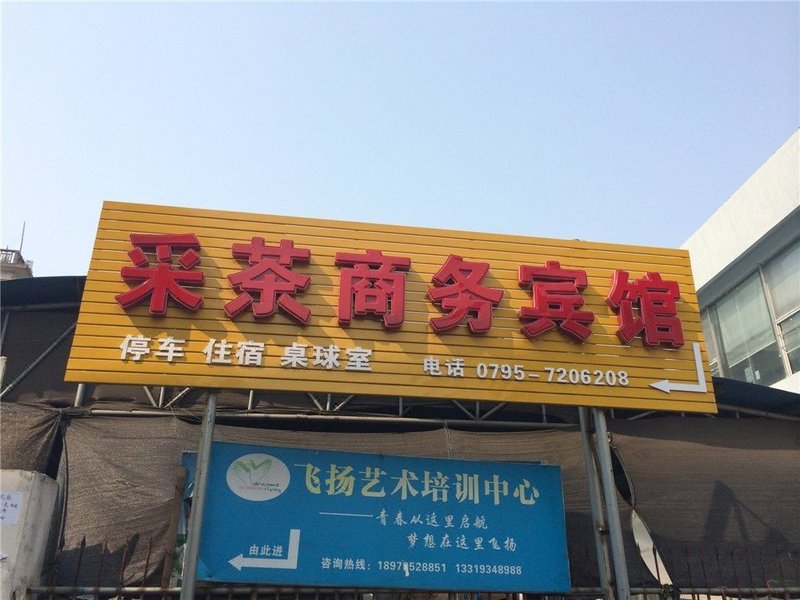 采茶商务宾馆
停车 住宿 桌球室 电话 0795-7206208
飞扬艺术培训中心
——青春从这里启航
梦想在这里飞扬
由此进
咨询热线： 13319348988